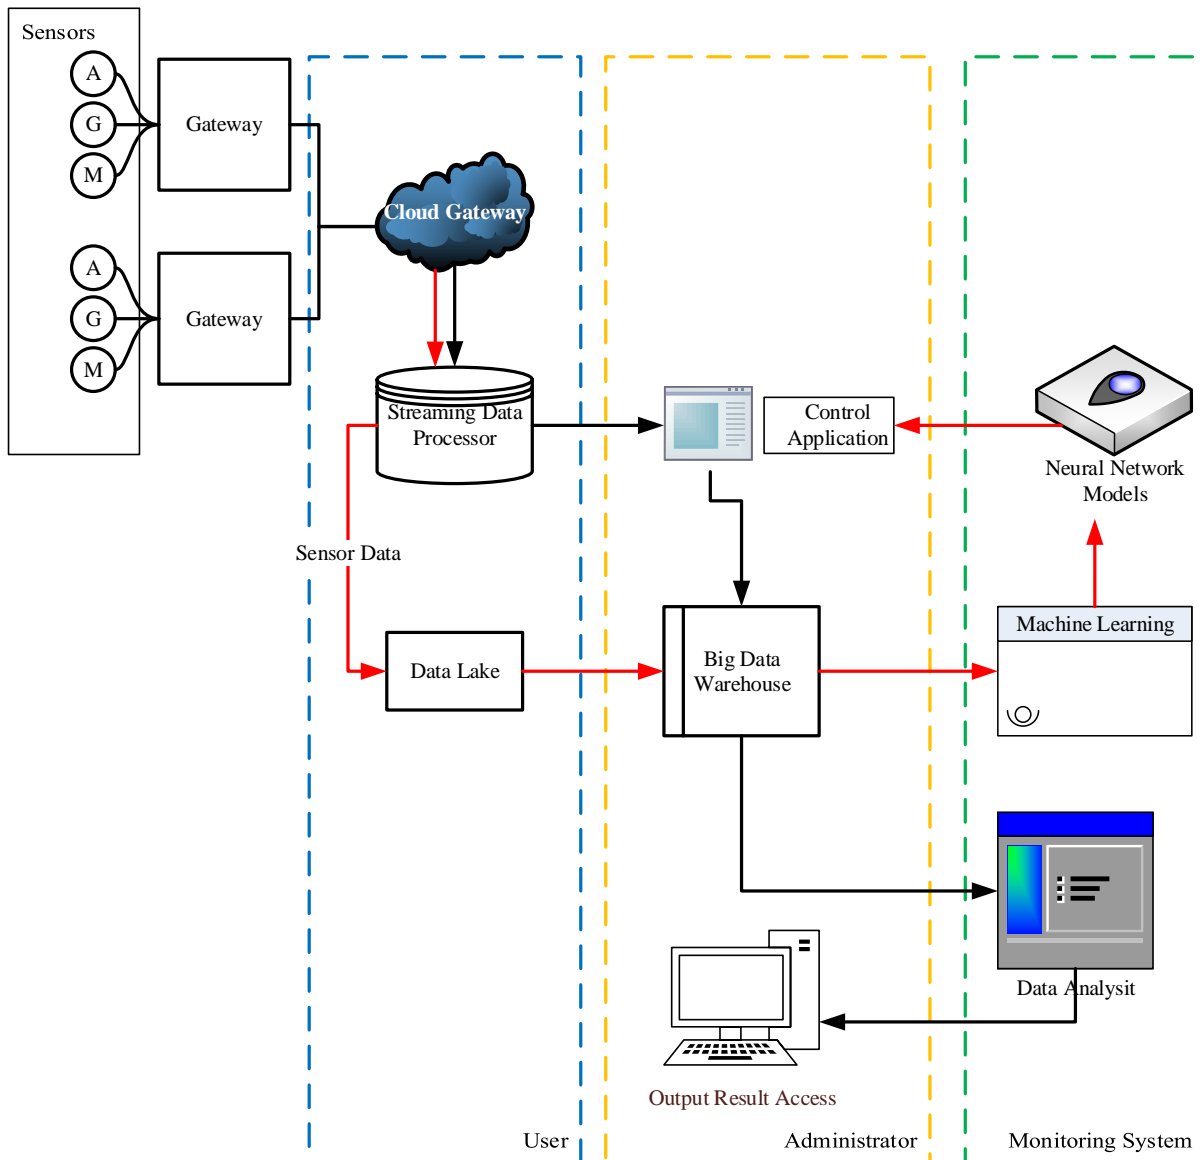 Sensors
A
G
M
Gateway
A
G
M
Gateway
Cloud Gateway
Streaming Data
Processor
Control
Application
Neural Network
Models
Sensor Data
Data Lake
Big Data
Warehouse
Machine Learning
Data Analysit
Output Result Access
User
Administrator
Monitoring System